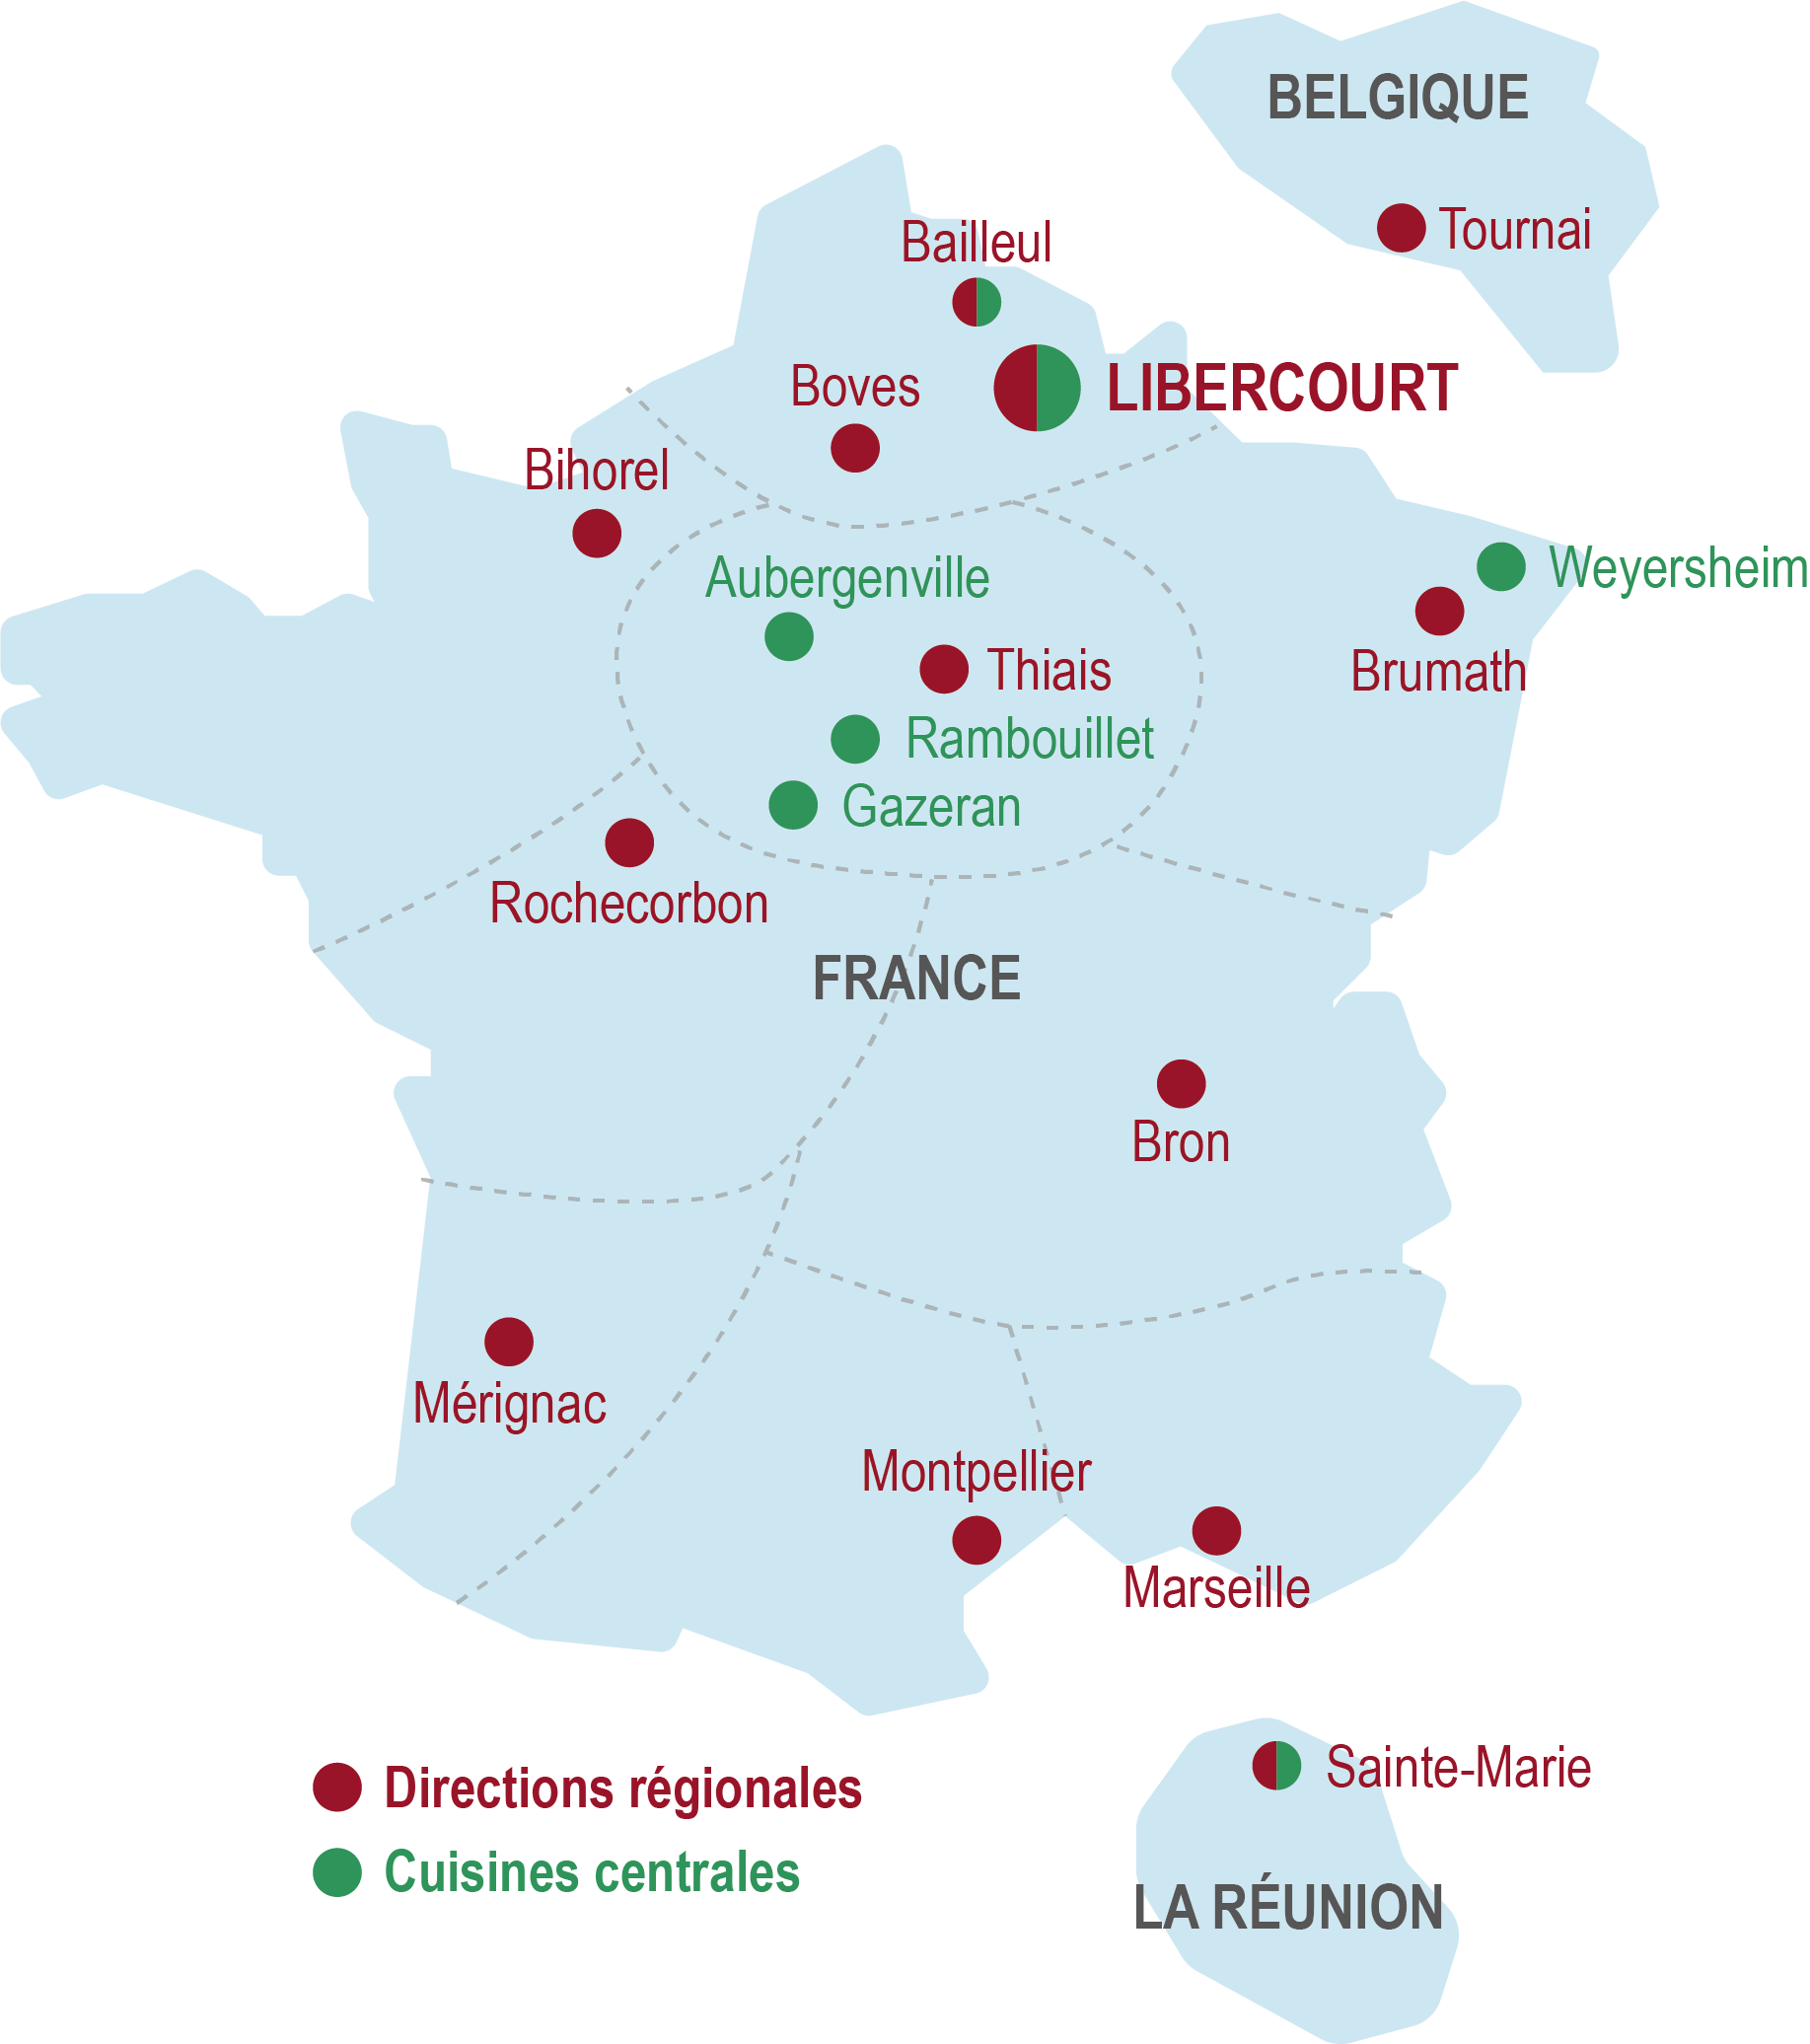 BELGIQUE
Tournai
Bailleul
LIBERCOURT
Boves
Bihorel
Aubergenville
Weyersheim
Thiais
Brumath
Rambouillet
Gazeran
Rochecorbon
FRANCE
Bron
Mérignac
Montpellier
Marseille
Sainte-Marie
LA RÉUNION
Directions régionales
Cuisines centrales